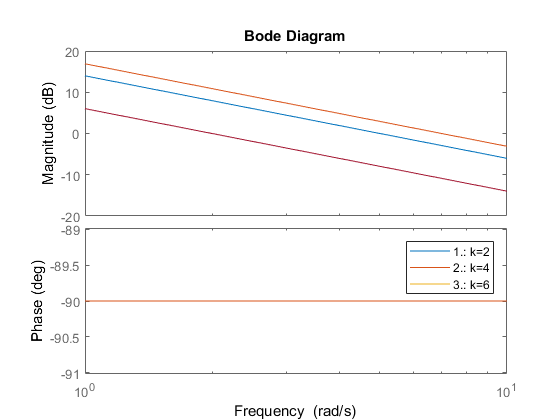 Bode Diagram
Magnitude (dB)
20
10
0
-10
-20
Phase (deg)
-89
-89.5
-90
-90.5
-91
1.: k=2
2.: k=4
3.: k=6
10^0
10^1
Frequency (rad/s)